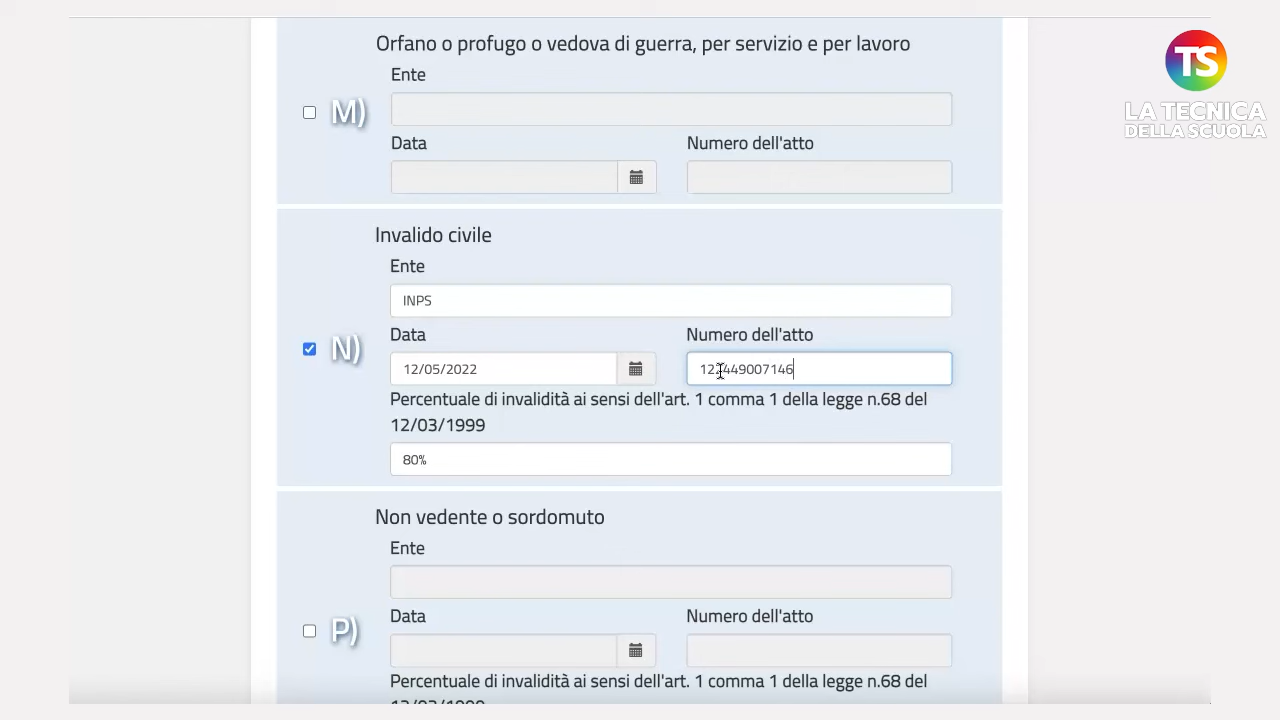 Orfano o profugo o vedova di guerra, per servizio e per lavoro
Ente
M)
Data
Numero dell'atto
Invalido civile
Ente
INPS
N)
Data
Numero dell'atto
12/05/2022
Percentuale di invalidità ai sensi dell'art. 1 comma 1 della legge n.68 del
12/03/1999
80%
Non vedente o sordomuto
Ente
P)
Data
Numero dell'atto
Percentuale di invalidità ai sensi dell'art. 1 comma 1 della legge n.68 del
12/03/1999
TS
LA TECNICA
DELLA SCUOLA